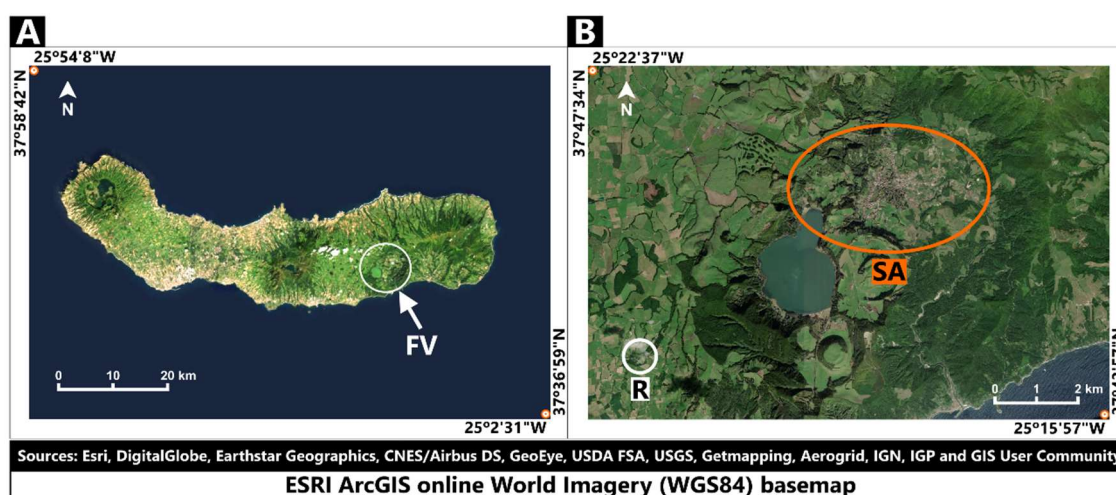 A
25°54'8"W
37°58'42"N
N
FV
0 10 20 km
37°36'59"N
25°2'31"W
B
25°22'37"W
37°47'34"N
N
SA
R
0 1 2 km
25°15'57"W
Sources: Esri, DigitalGlobe, Earthstar Geographics, CNES/Airbus DS, GeoEye, USDA FSA, USGS, Getmapping, Aerogrid, IGN, IGP and GIS User Community
ESRI ArcGIS online World Imagery (WGS84) basemap